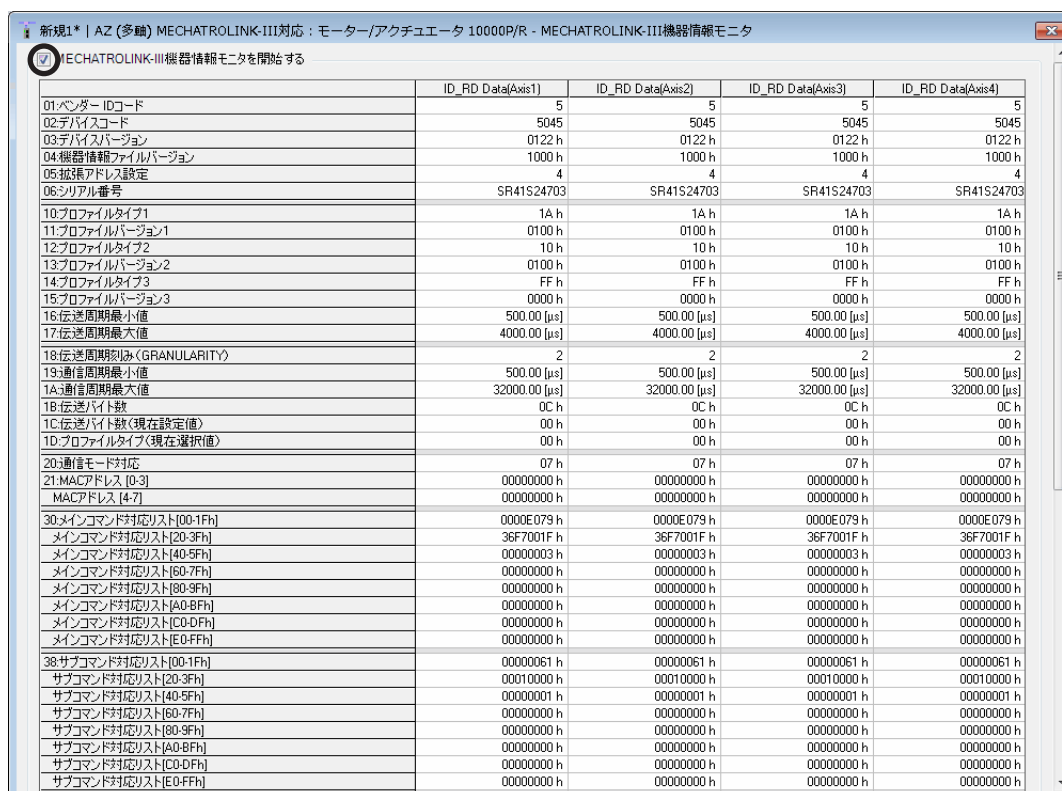 新規1* | AZ (多軸) MECHATROLINK-III対応 : モーター/アクチュエータ 10000P/R - MECHATROLINK-III機器情報モニタ
MECHATROLINK-III機器情報モニタを開始する
ID_RD Data(Axis1) ID_RD Data(Axis2) ID_RD Data(Axis3) ID_RD Data(Axis4)
01:ベンダー IDコード 5 5 5 5
02:デバイスコード 5045 5045 5045 5045
03:デバイスバージョン 0122 h 0122 h 0122 h 0122 h
04:機器情報ファイルバージョン 1000 h 1000 h 1000 h 1000 h
05:拡張アドレス設定 4 4 4 4
06:シリアル番号 SR41S24703 SR41S24703 SR41S24703 SR41S24703
10:プロファイルタイプ1 1A h 1A h 1A h 1A h
11:プロファイルバージョン1 0100 h 0100 h 0100 h 0100 h
12:プロファイルタイプ2 10 h 10 h 10 h 10 h
13:プロファイルバージョン2 0100 h 0100 h 0100 h 0100 h
14:プロファイルタイプ3 FF h FF h FF h FF h
15:プロファイルバージョン3 0000 h 0000 h 0000 h 0000 h
16:伝送周期最小値 500.00 [μs] 500.00 [μs] 500.00 [μs] 500.00 [μs]
17:伝送周期最大値 4000.00 [μs] 4000.00 [μs] 4000.00 [μs] 4000.00 [μs]
18:伝送周期刻み(GRANULARITY) 2 2 2 2
19:通信周期最小値 500.00 [μs] 500.00 [μs] 500.00 [μs] 500.00 [μs]
1A:通信周期最大値 32000.00 [μs] 32000.00 [μs] 32000.00 [μs] 32000.00 [μs]
1B:伝送バイト数 0C h 0C h 0C h 0C h
1C:伝送バイト数(現在設定値) 00 h 00 h 00 h 00 h
1D:プロファイルタイプ(現在選択値) 00 h 00 h 00 h 00 h
20:通信モード対応 07 h 07 h 07 h 07 h
21:MACアドレス [0-3] 00000000 h 00000000 h 00000000 h 00000000 h
MACアドレス [4-7] 00000000 h 00000000 h 00000000 h 00000000 h
30:メインコマンド対応リスト[00-1Fh] 0000E079 h 0000E079 h 0000E079 h 0000E079 h
メインコマンド対応リスト[20-3Fh] 36F7001F h 36F7001F h 36F7001F h 36F7001F h
メインコマンド対応リスト[40-5Fh] 00000003 h 00000003 h 00000003 h 00000003 h
メインコマンド対応リスト[60-7Fh] 00000000 h 00000000 h 00000000 h 00000000 h
メインコマンド対応リスト[80-9Fh] 00000000 h 00000000 h 00000000 h 00000000 h
メインコマンド対応リスト[A0-BFh] 00000000 h 00000000 h 00000000 h 00000000 h
メインコマンド対応リスト[C0-DFh] 00000000 h 00000000 h 00000000 h 00000000 h
メインコマンド対応リスト[E0-FFh] 00000000 h 00000000 h 00000000 h 00000000 h
38:サブコマンド対応リスト[00-1Fh] 00000061 h 00000061 h 00000061 h 00000061 h
サブコマンド対応リスト[20-3Fh] 00010000 h 00010000 h 00010000 h 00010000 h
サブコマンド対応リスト[40-5Fh] 00000001 h 00000001 h 00000001 h 00000001 h
サブコマンド対応リスト[60-7Fh] 00000000 h 00000000 h 00000000 h 00000000 h
サブコマンド対応リスト[80-9Fh] 00000000 h 00000000 h 00000000 h 00000000 h
サブコマンド対応リスト[A0-BFh] 00000000 h 00000000 h 00000000 h 00000000 h
サブコマンド対応リスト[C0-DFh] 00000000 h 00000000 h 00000000 h 00000000 h
サブコマンド対応リスト[E0-FFh] 00000000 h 00000000 h 00000000 h 00000000 h